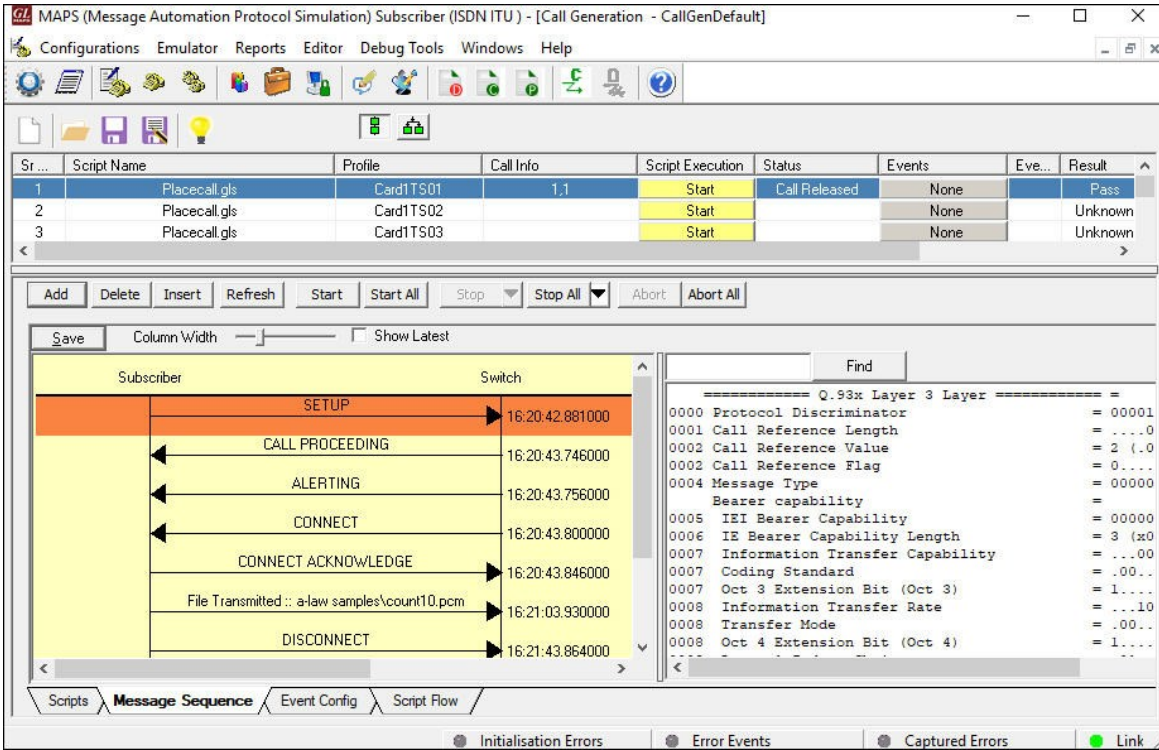 GL MAPS MAPS (Message Automation Protocol Simulation) Subscriber (ISDN ITU ) - [Call Generation - CallGenDefault]
Configurations Emulator Reports Editor Debug Tools Windows Help
Sr ... Script Name Profile Call Info Script Execution Status Events Eve... Result
1 Placecall.gls Card1TS01 1,1 Start Call Released None Pass
2 Placecall.gls Card1TS02 Start None Unknown
3 Placecall.gls Card1TS03 Start None Unknown
Add Delete Insert Refresh Start Start All Stop Stop All Abort Abort All
Save Column Width Show Latest
Find
Subscriber Switch
SETUP
16:20:42.881000
CALL PROCEEDING
16:20:43.746000
ALERTING
16:20:43.756000
CONNECT
16:20:43.800000
CONNECT ACKNOWLEDGE
16:20:43.846000
File Transmitted :: a-law samples\count10.pcm
16:21:03.930000
DISCONNECT
16:21:43.864000
============ Q.93x Layer 3 Layer ============ =
0000 Protocol Discriminator = 00001
0001 Call Reference Length = ....0
0002 Call Reference Value = 2 (.0
0002 Call Reference Flag = 0....
0004 Message Type = 00000
Bearer capability =
0005 IEI Bearer Capability = 00000
0006 IE Bearer Capability Length = 3 (x0
0007 Information Transfer Capability = ...00
0007 Coding Standard = .00..
0007 Oct 3 Extension Bit (Oct 3) = 1....
0008 Information Transfer Rate = ...10
0008 Transfer Mode = .00..
0008 Oct 4 Extension Bit (Oct 4) = 1....
Scripts Message Sequence Event Config Script Flow
Initialisation Errors Error Events Captured Errors Link